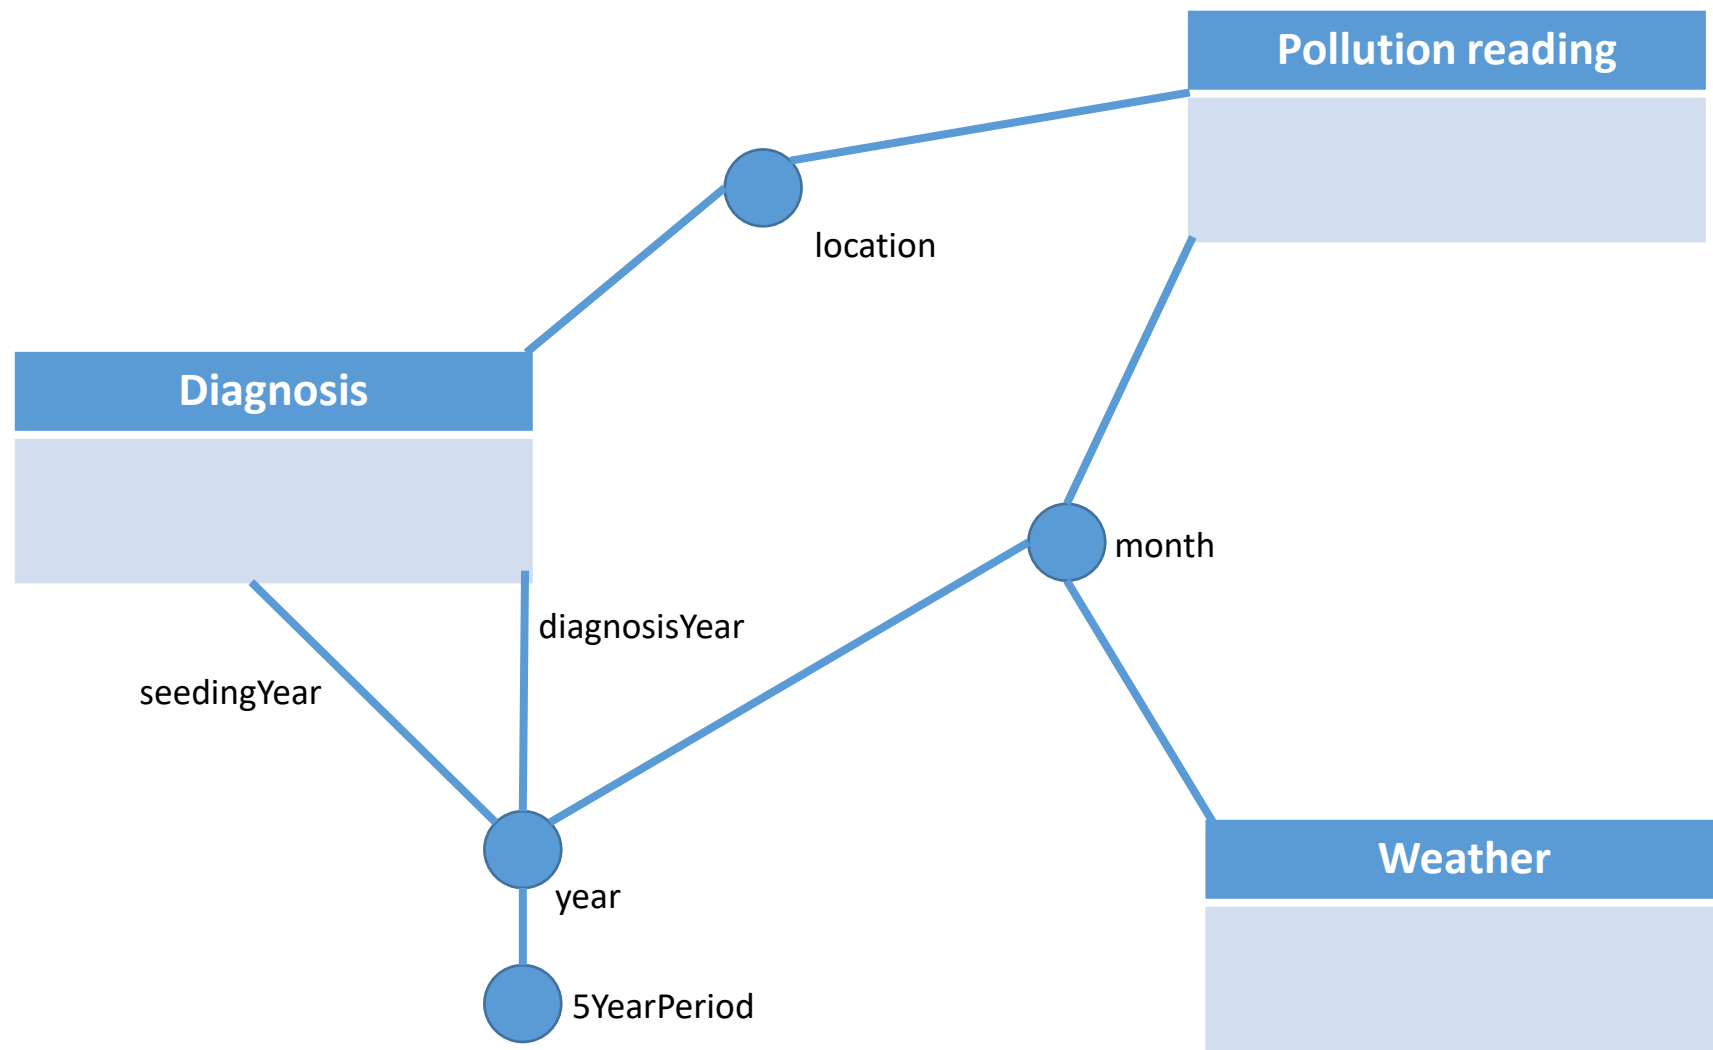 Pollution reading
location
Diagnosis
month
diagnosisYear
seedingYear
Weather
year
5YearPeriod